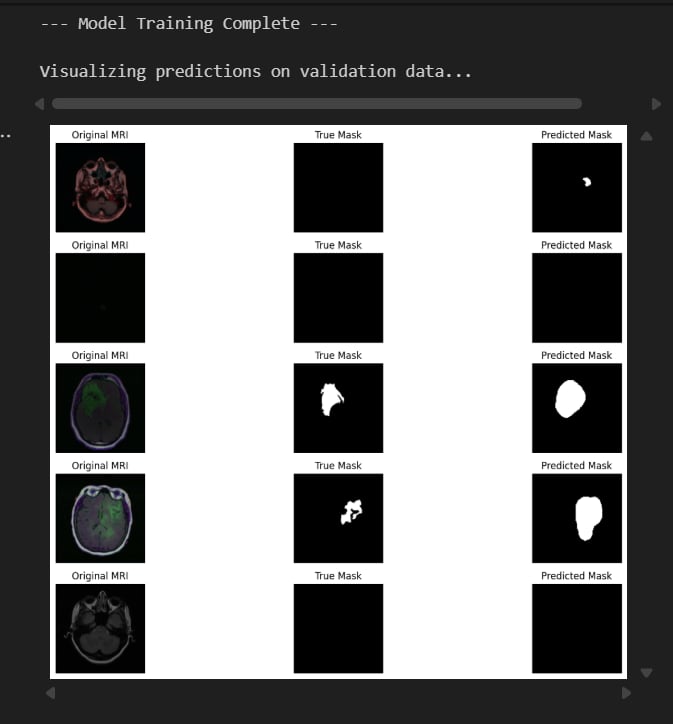 --- Model Training Complete ---
Visualizing predictions on validation data...
..
Original MRI True Mask Predicted Mask
Original MRI True Mask Predicted Mask
Original MRI True Mask Predicted Mask
Original MRI True Mask Predicted Mask
Original MRI True Mask Predicted Mask